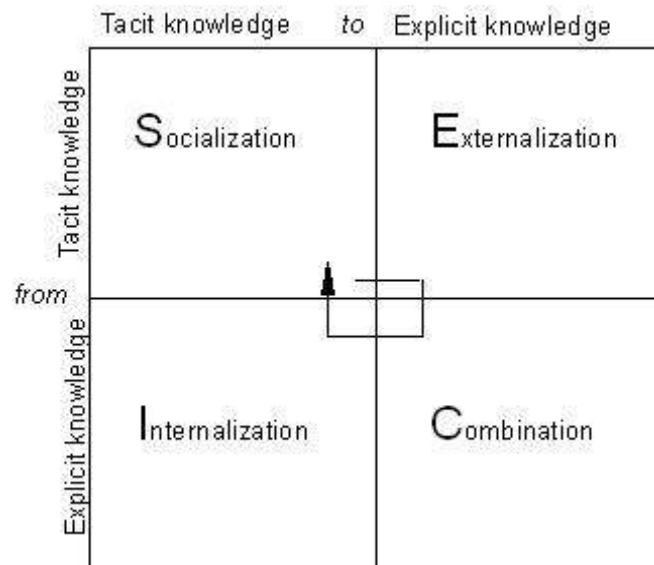 Tacit knowledge to Explicit knowledge
Tacit knowledge
Socialization
Externalization
from
Explicit knowledge
Internalization
Combination